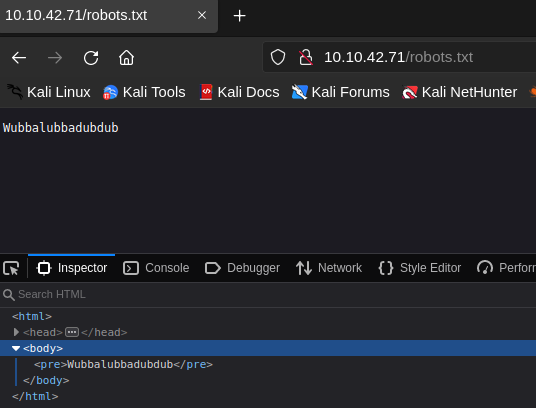 10.10.42.71/robots.txt
10.10.42.71/robots.txt
Kali Linux Kali Tools Kali Docs Kali Forums Kali NetHunter
Wubbalubbadubdub
Inspector Console Debugger Network Style Editor Perfor
Search HTML
<html>
<head></head>
<body>
<pre>Wubbalubbadubdub</pre>
</body>
</html>